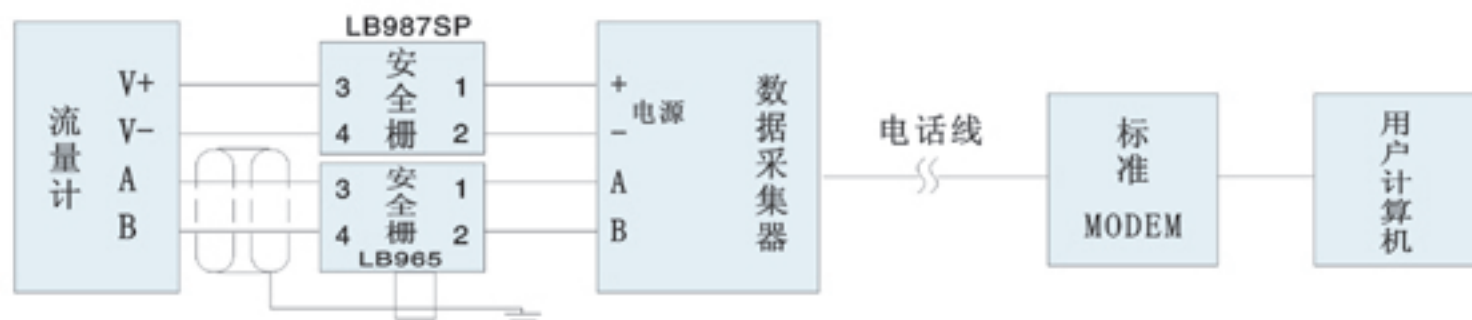 流量计
V+
V-
A
B
LB987SP
安全栅
3
1
4
2
安全栅
3
1
4
2
LB965
+
电源
-
A
B
数据采集器
电话线
标准
MODEM
用户计算机